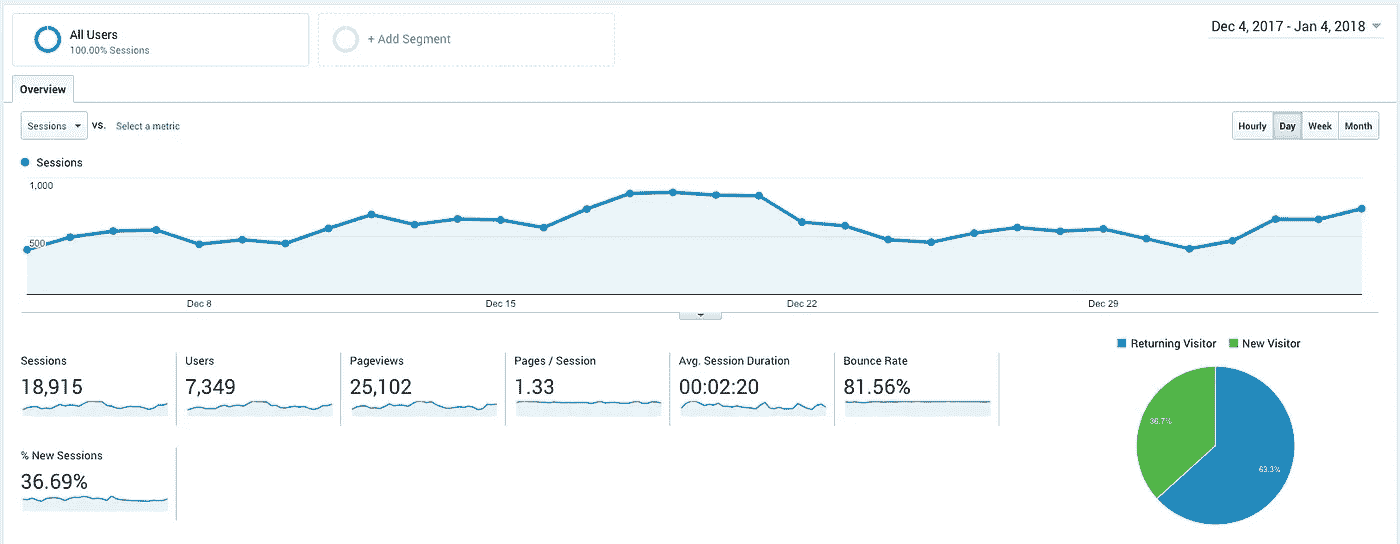 All Users
100.00% Sessions
+ Add Segment
Dec 4, 2017 - Jan 4, 2018
Overview
Sessions
VS.
Select a metric
Hourly
Day
Week
Month
Sessions
1,000
500
Dec 8
Dec 15
Dec 22
Dec 29
Sessions
18,915
Users
7,349
Pageviews
25,102
Pages / Session
1.33
Avg. Session Duration
00:02:20
Bounce Rate
81.56%
% New Sessions
36.69%
Returning Visitor
New Visitor
36.7%
63.3%